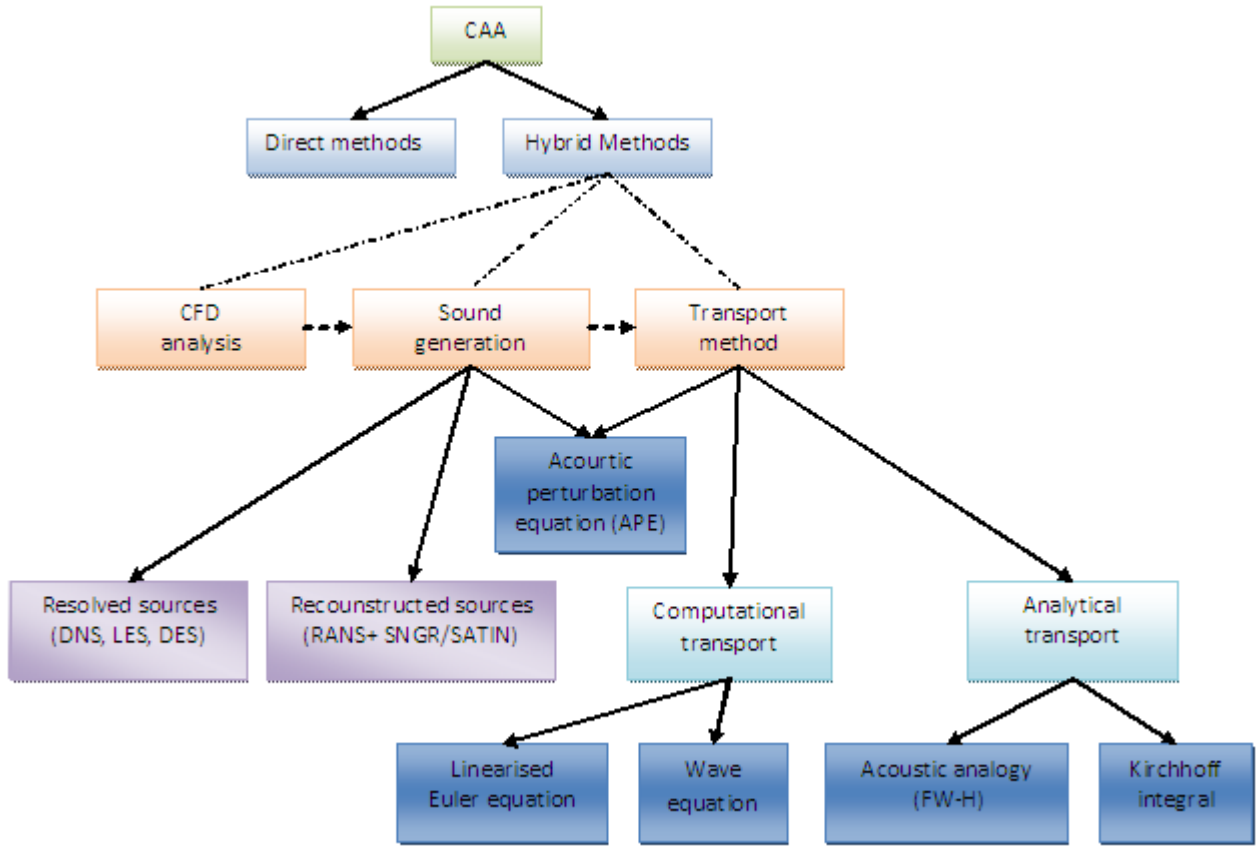 CAA
Direct methods
Hybrid Methods
CFD
analysis
Sound
generation
Transport
method
Acourtic
perturbation
equation (APE)
Resolved sources
(DNS, LES, DES)
Recounstructed sources
(RANS+ SNGR/SATIN)
Computational
transport
Analytical
transport
Linearised
Euler equation
Wave
equation
Acoustic analogy
(FW-H)
Kirchhoff
integral